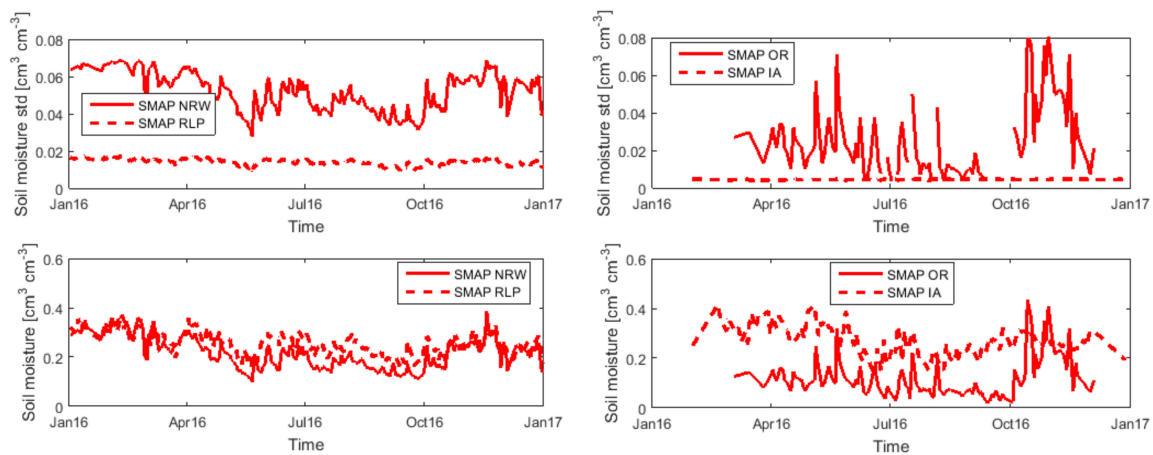 Soil moisture std [cm³ cm⁻³]
0.08
0.06
0.04
0.02
0
SMAP NRW
SMAP RLP
Jan16 Apr16 Jul16 Oct16 Jan17
Time
Soil moisture std [cm³ cm⁻³]
0.08
0.06
0.04
0.02
0
SMAP OR
SMAP IA
Jan16 Apr16 Jul16 Oct16 Jan17
Time
Soil moisture [cm³ cm⁻³]
0.6
0.4
0.2
0
SMAP NRW
SMAP RLP
Jan16 Apr16 Jul16 Oct16 Jan17
Time
Soil moisture [cm³ cm⁻³]
0.6
0.4
0.2
0
SMAP OR
SMAP IA
Jan16 Apr16 Jul16 Oct16 Jan17
Time